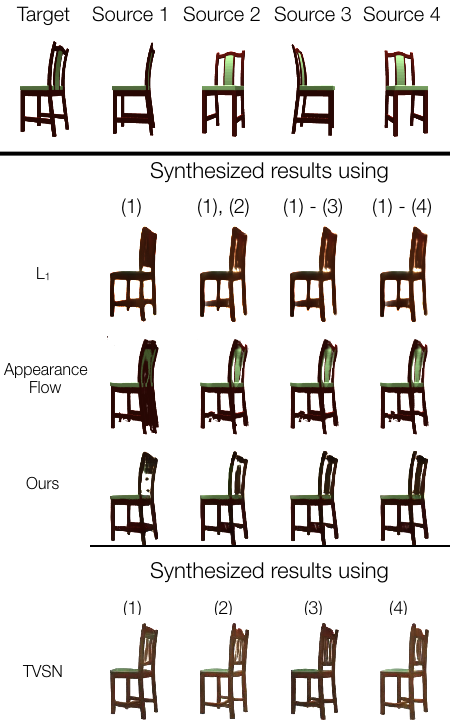 Target Source 1 Source 2 Source 3 Source 4
Synthesized results using
(1) (1), (2) (1) - (3) (1) - (4)
L1
Appearance
Flow
Ours
Synthesized results using
(1) (2) (3) (4)
TVSN